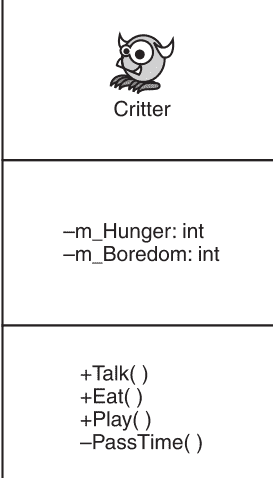 Critter
–m_Hunger: int
–m_Boredom: int
+Talk( )
+Eat( )
+Play( )
–PassTime( )